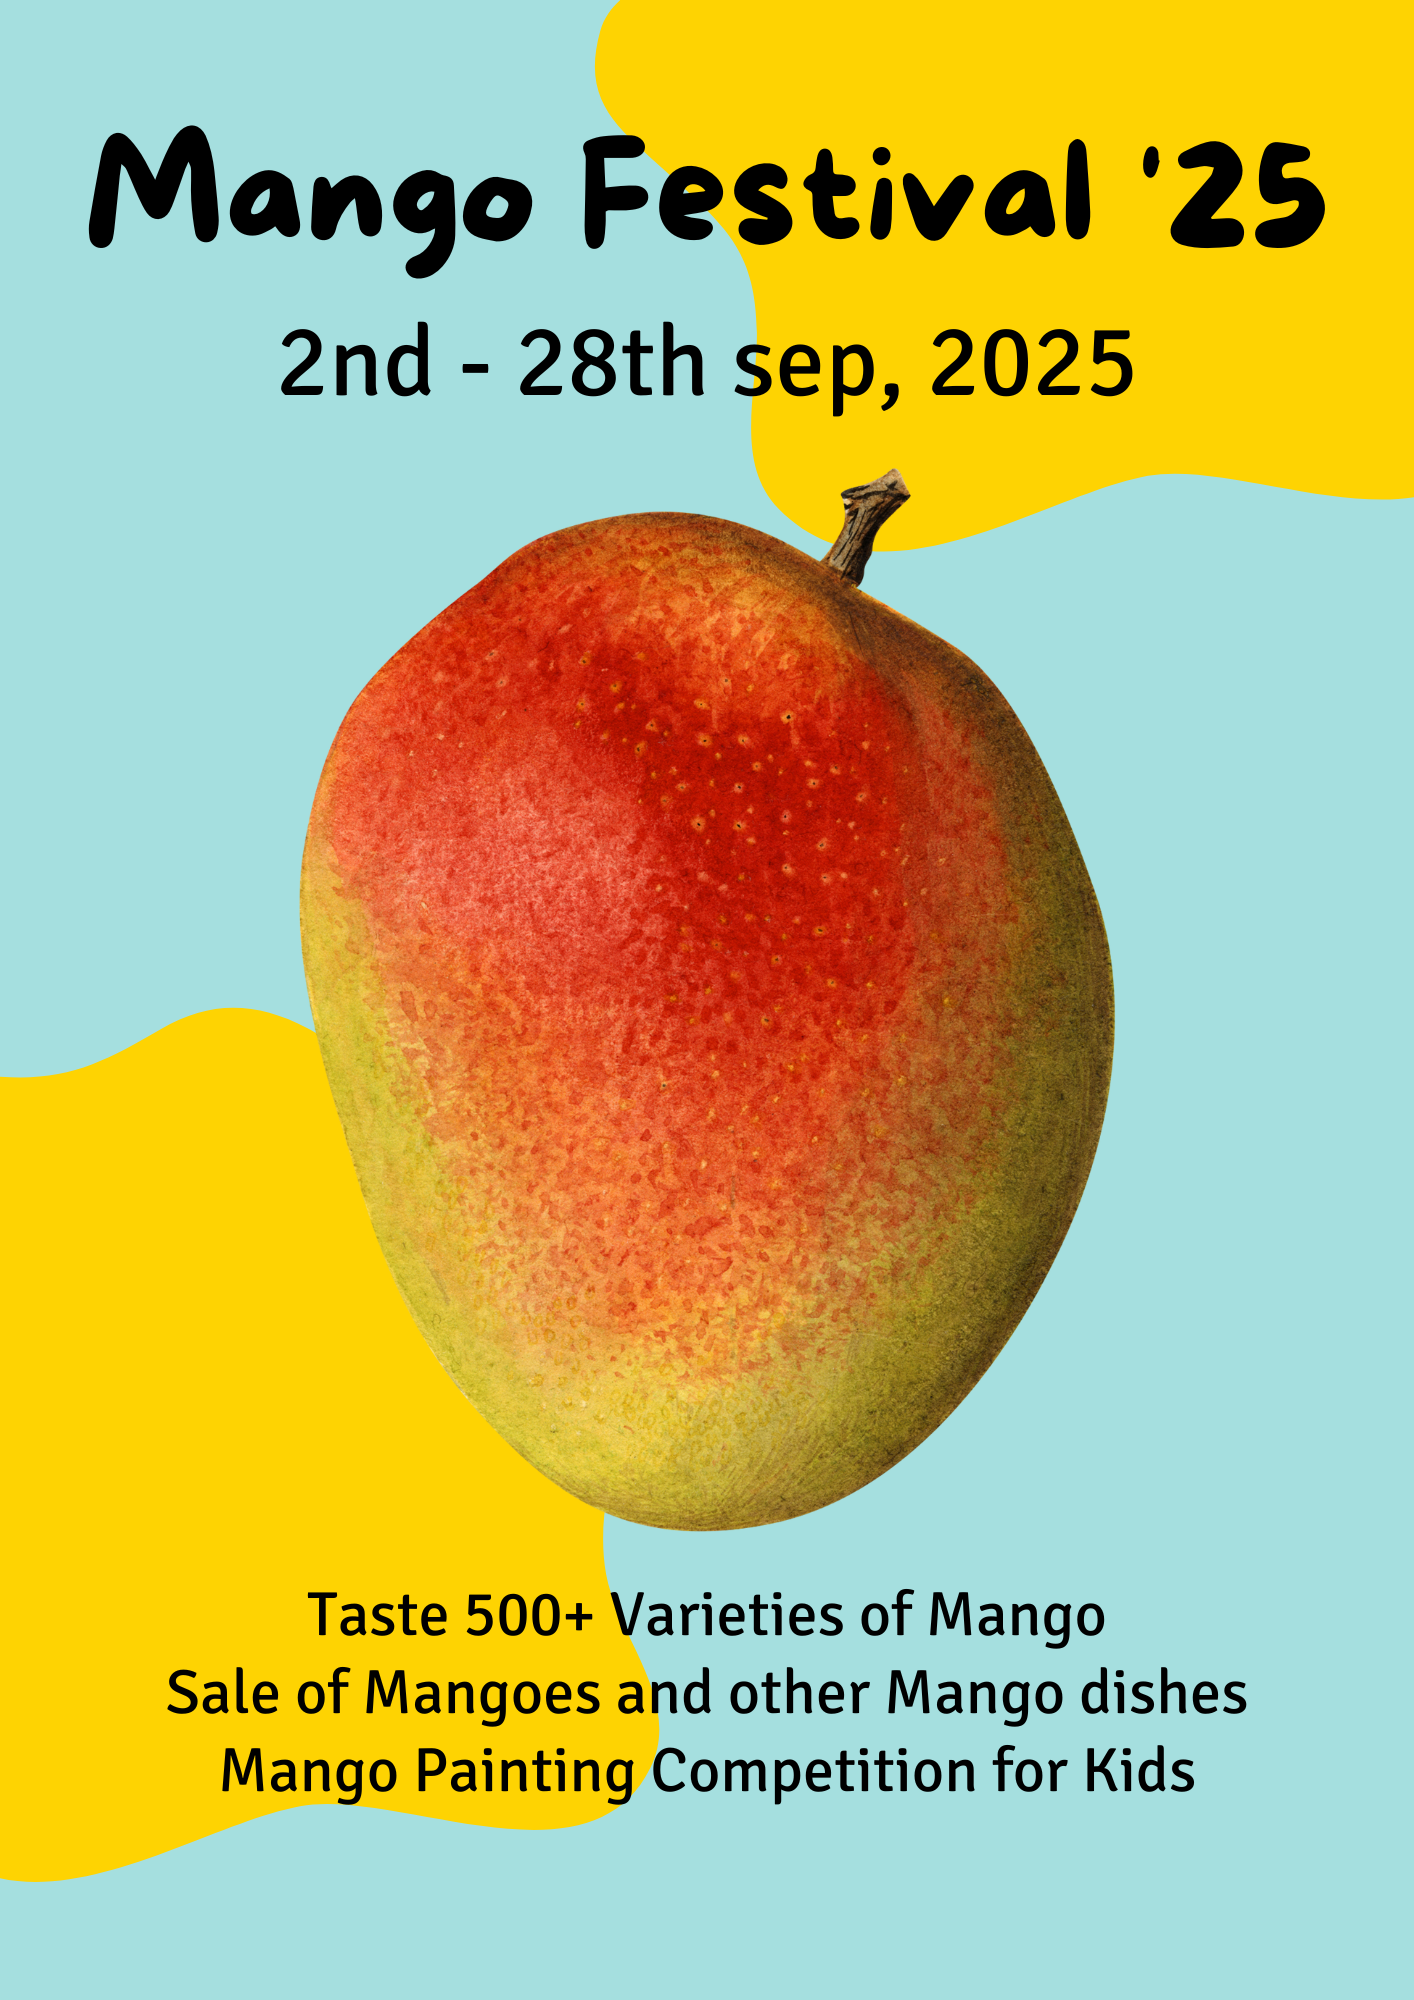 Mango Festival '25
2nd - 28th sep, 2025
Taste 500+ Varieties of Mango
Sale of Mangoes and other Mango dishes
Mango Painting Competition for Kids